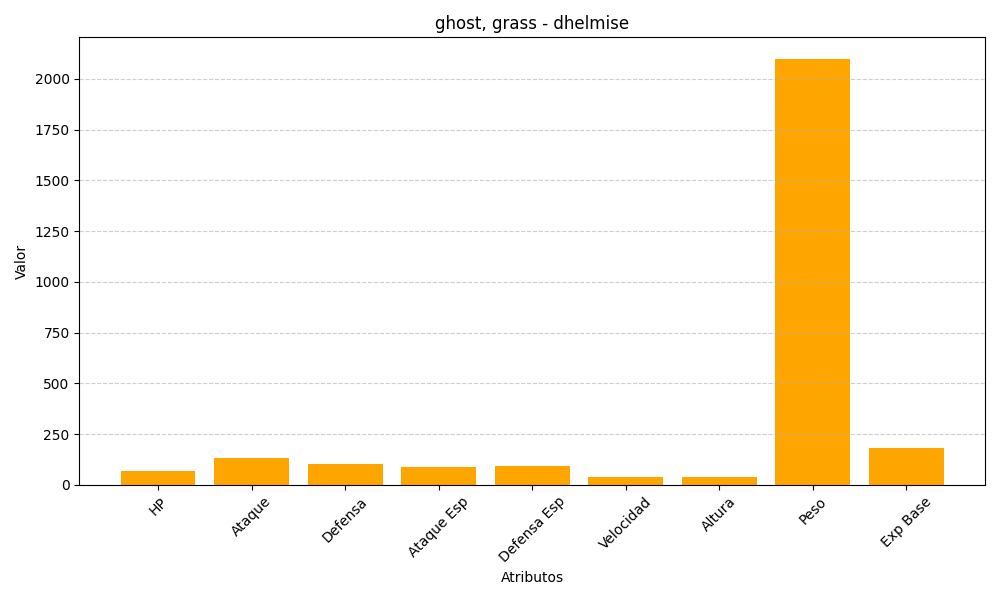 ghost, grass - dhelmise
Valor
2000
1750
1500
1250
1000
750
500
250
0
HP
Ataque
Defensa
Ataque Esp
Defensa Esp
Velocidad
Altura
Peso
Exp Base
Atributos